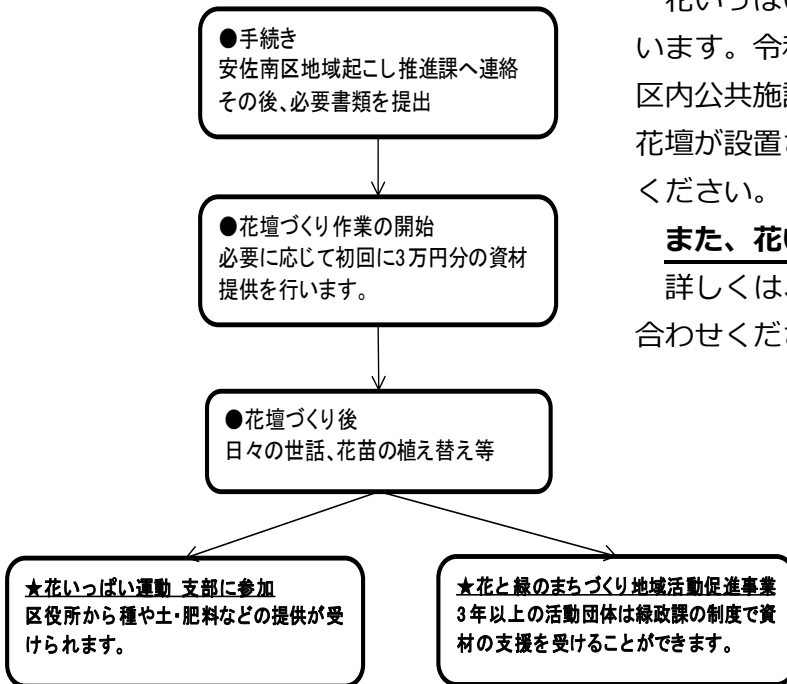 ●手続き
安佐南区地域起こし推進課へ連絡
その後、必要書類を提出
●花壇づくり作業の開始
必要に応じて初回に3万円分の資材
提供を行います。
●花壇づくり後
日々の世話、花苗の植え替え等
★花いっぱい運動 支部に参加
区役所から種や土・肥料などの提供が受
けられます。
★花と緑のまちづくり地域活動促進事業
3年以上の活動団体は緑政課の制度で資
材の支援を受けることができます。
花いっぱい
います。令和
区内公共施設
花壇が設置
ください。
また、花い
詳しくは、
合わせくださ